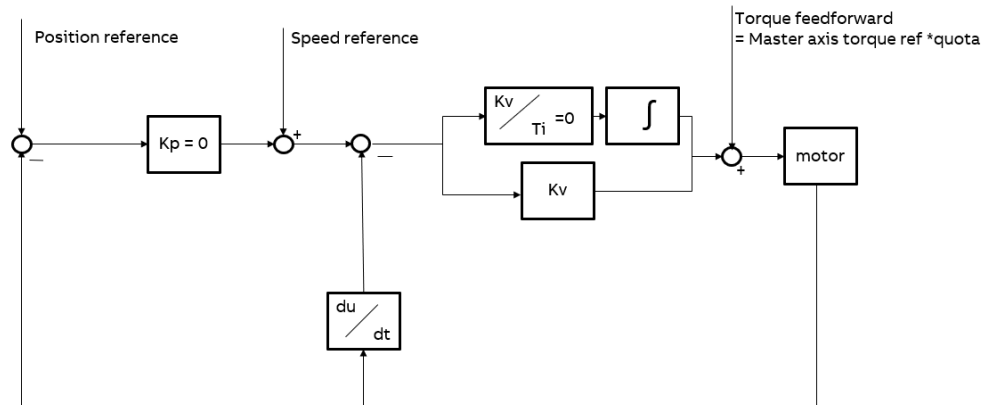 Position reference
Speed reference
Torque feedforward
= Master axis torque ref *quota
+
—
Kp = 0
+
—
Kv
Ti =0
∫
Kv
+
motor
du
dt